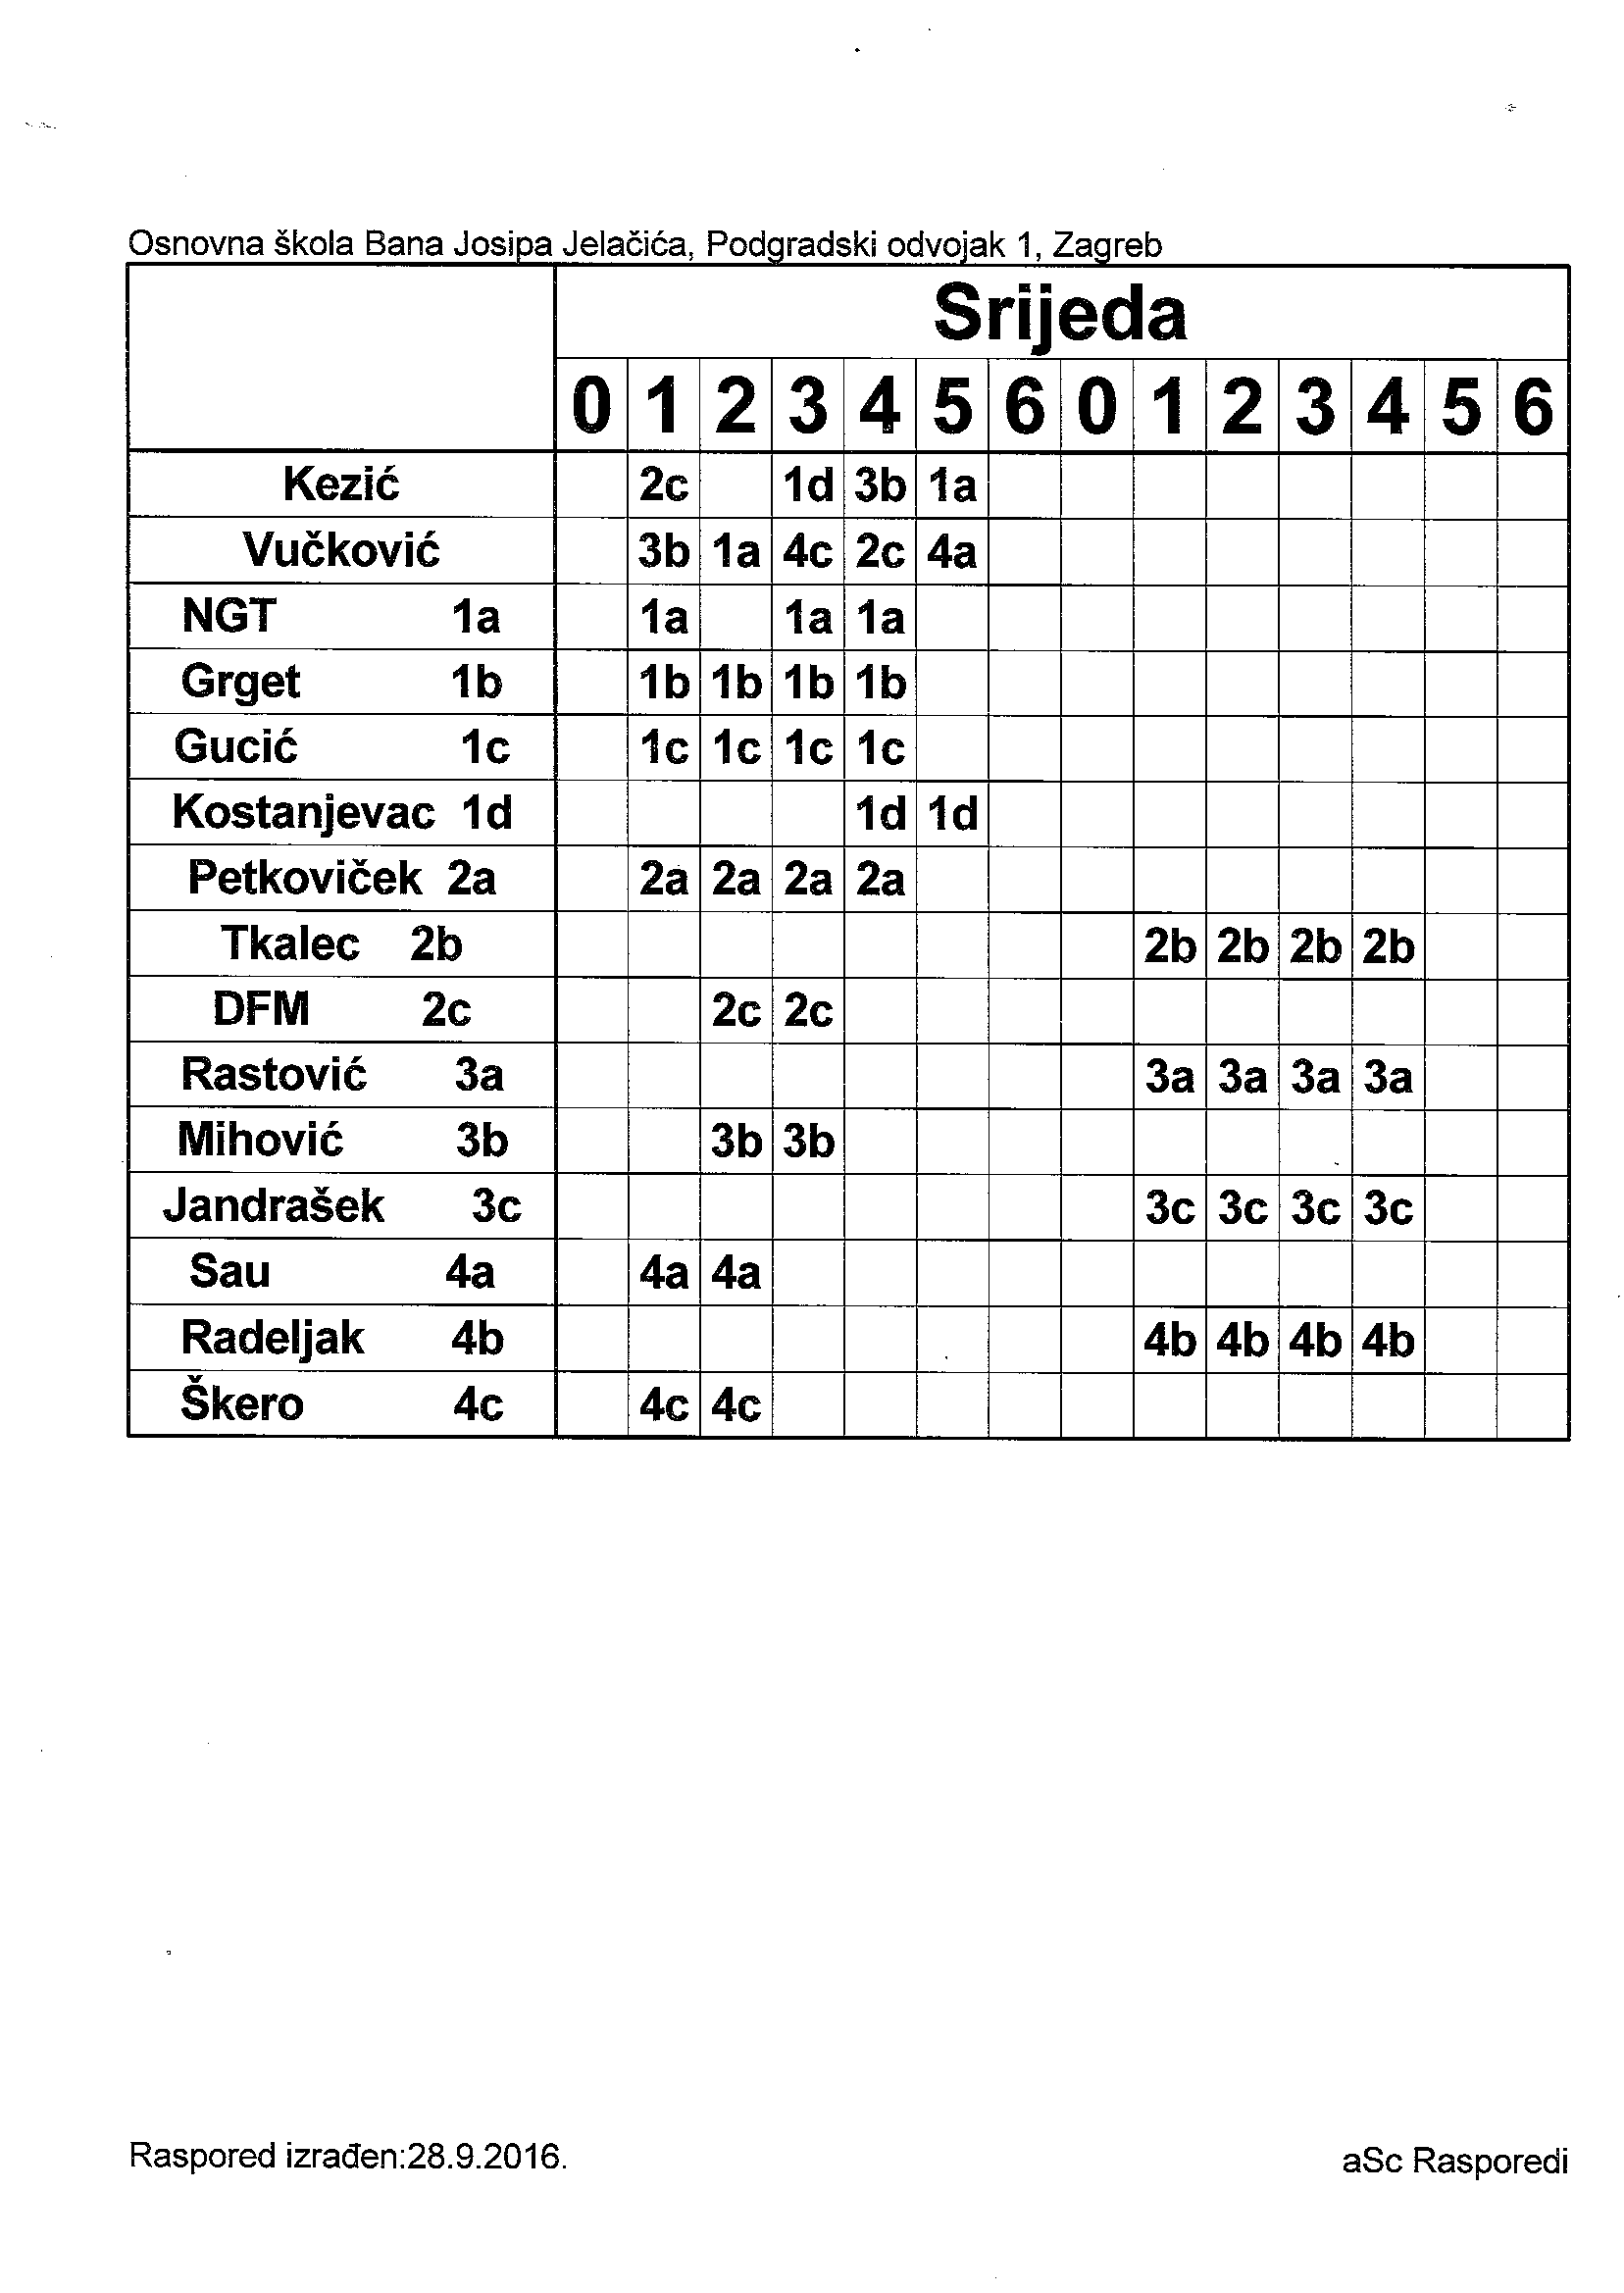 Osnovna škola Bana Josipa Jelačića, Podgradski odvojak 1, Zagreb
Srijeda
0 1 2 3 4 5 6 0 1 2 3 4 5 6
Kezić 2c 1d 3b 1a
Vučković 3b 1a 4c 2c 4a
NGT 1a 1a 1a 1a
Grget 1b 1b 1b 1b 1b
Gucić 1c 1c 1c 1c 1c
Kostanjevac 1d 1d 1d
Petkoviček 2a 2a 2a 2a 2a
Tkalec 2b 2b 2b 2b 2b
DFM 2c 2c 2c
Rastović 3a 3a 3a 3a 3a
Mihović 3b 3b 3b
Jandrašek 3c 3c 3c 3c 3c
Sau 4a 4a 4a
Radeljak 4b 4b 4b 4b 4b
Škero 4c 4c 4c
Raspored izrađen:28.9.2016.
aSc Rasporedi